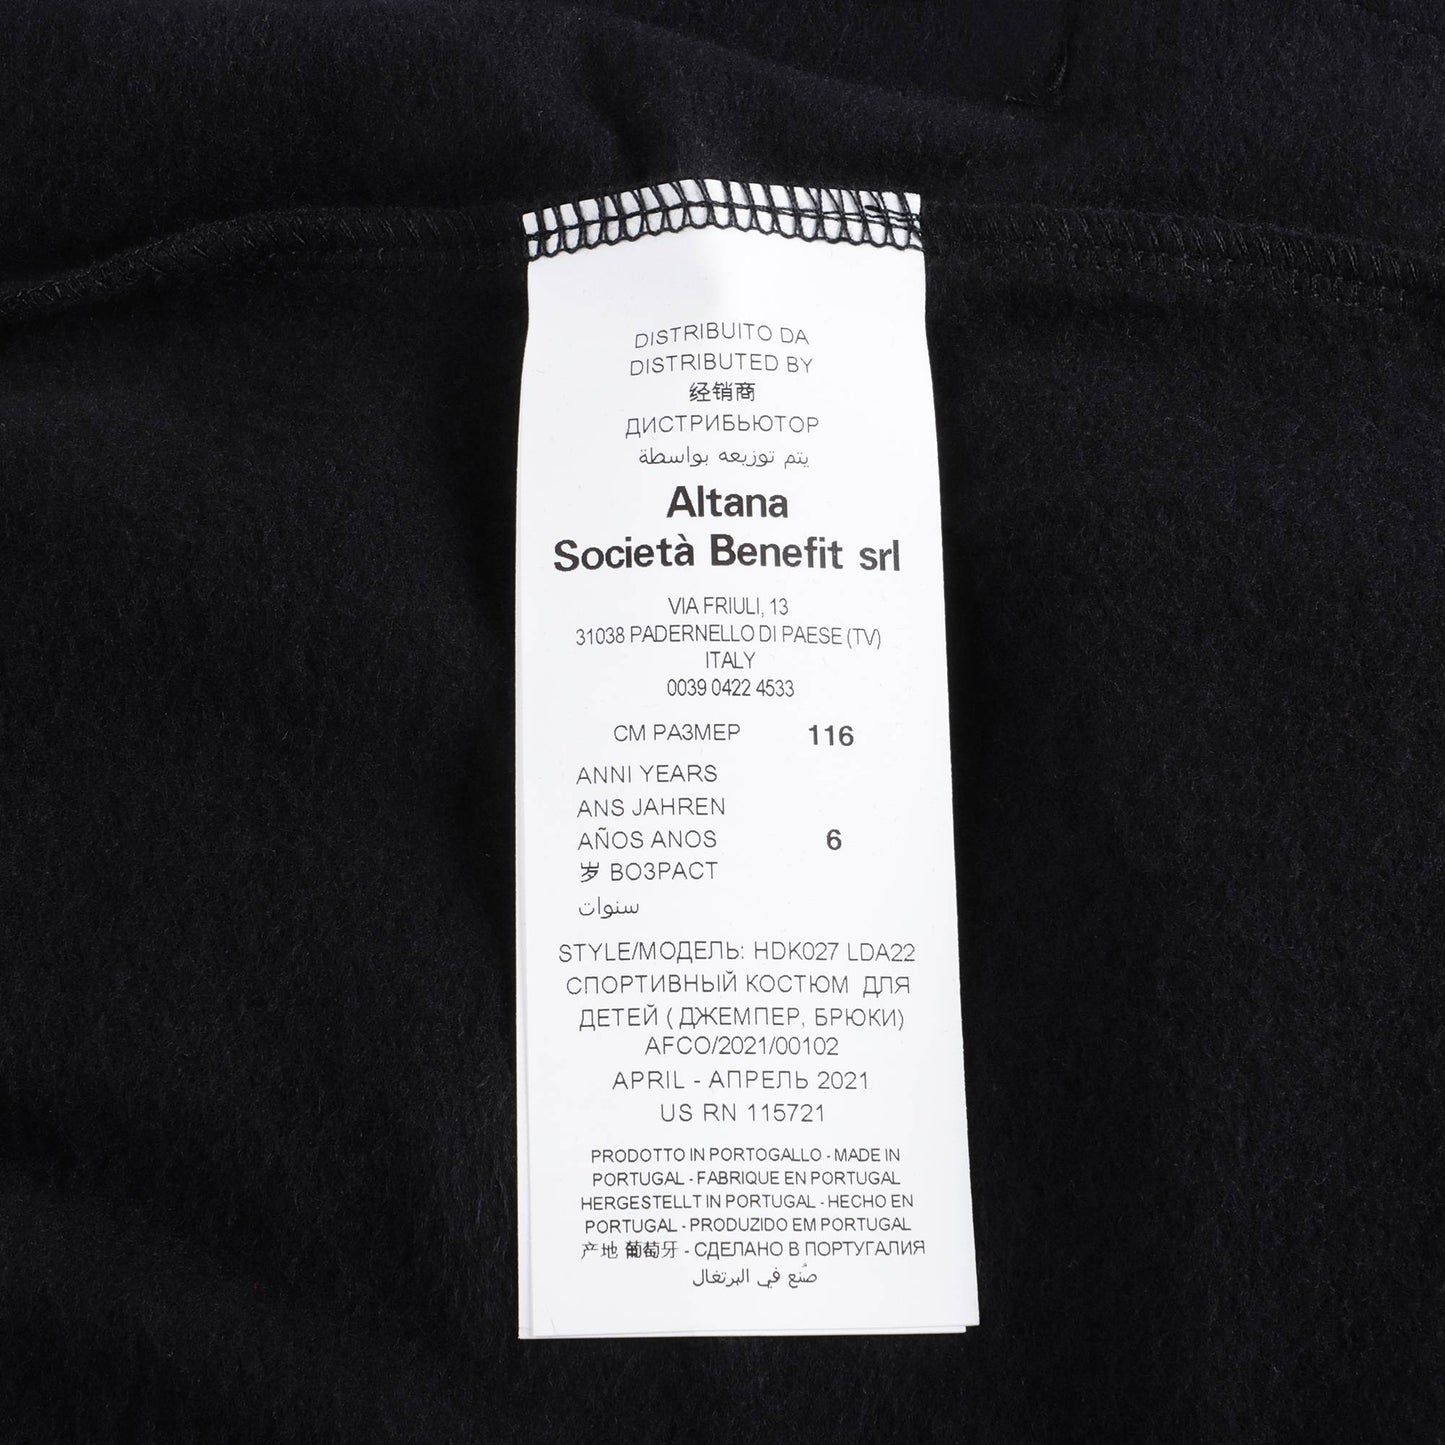 DISTRIBUITO DA
DISTRIBUTED BY
经销商
ДИСТРИБЬЮТОР
يتم توزيعه بواسطة
Altana
Società Benefit srl
VIA FRIULI, 13
31038 PADERNELLO DI PAESE (TV)
ITALY
0039 0422 4533
СМ РАЗМЕР 116
ANNI YEARS
ANS JAHREN
AÑOS ANOS 6
岁 ВОЗРАСТ
سنوات
STYLE/МОДЕЛЬ: HDK027 LDA22
СПОРТИВНЫЙ КОСТЮМ ДЛЯ
ДЕТЕЙ ( ДЖЕМПЕР, БРЮКИ)
AFCO/2021/00102
APRIL - АПРЕЛЬ 2021
US RN 115721
PRODOTTO IN PORTOGALLO - MADE IN
PORTUGAL - FABRIQUE EN PORTUGAL
HERGESTELLT IN PORTUGAL - HECHO EN
PORTUGAL - PRODUZIDO EM PORTUGAL
产地 葡萄牙 - СДЕЛАНО В ПОРТУГАЛИЯ
صُنع في البرتغال